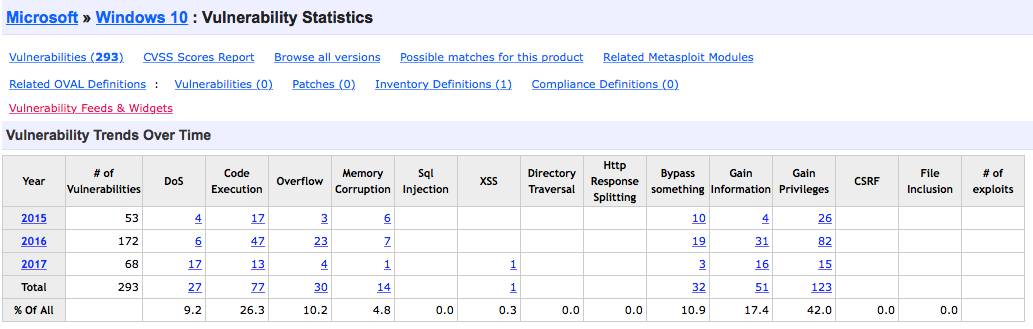 Microsoft » Windows 10 : Vulnerability Statistics
Vulnerabilities (293) CVSS Scores Report Browse all versions Possible matches for this product Related Metasploit Modules
Related OVAL Definitions : Vulnerabilities (0) Patches (0) Inventory Definitions (1) Compliance Definitions (0)
Vulnerability Feeds & Widgets
Vulnerability Trends Over Time
Year # of Vulnerabilities DoS Code Execution Overflow Memory Corruption Sql Injection XSS Directory Traversal Http Response Splitting Bypass something Gain Information Gain Privileges CSRF File Inclusion # of exploits
2015 53 4 17 3 6 10 4 26
2016 172 6 47 23 7 19 31 82
2017 68 17 13 4 1 1 3 16 15
Total 293 27 77 30 14 1 32 51 123
% Of All 9.2 26.3 10.2 4.8 0.0 0.3 0.0 0.0 10.9 17.4 42.0 0.0 0.0